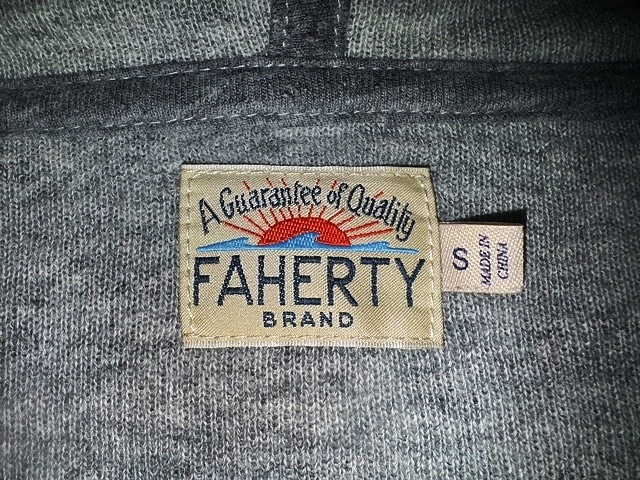 A Guarantee of Quality
FAHERTY
BRAND
S
MADE IN
CHINA